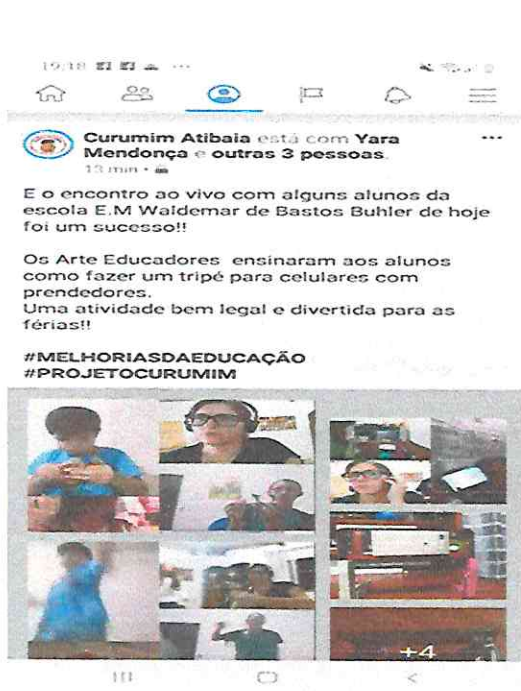 19:18
Curumim Atibaia está com Yara
Mendonça e outras 3 pessoas.
13 min •
E o encontro ao vivo com alguns alunos da
escola E.M Waldemar de Bastos Buhler de hoje
foi um sucesso!!
Os Arte Educadores ensinaram aos alunos
como fazer um tripé para celulares com
prendedores.
Uma atividade bem legal e divertida para as
férias!!
#MELHORIASDAEDUCAÇÃO
#PROJETOCURUMIM
+4